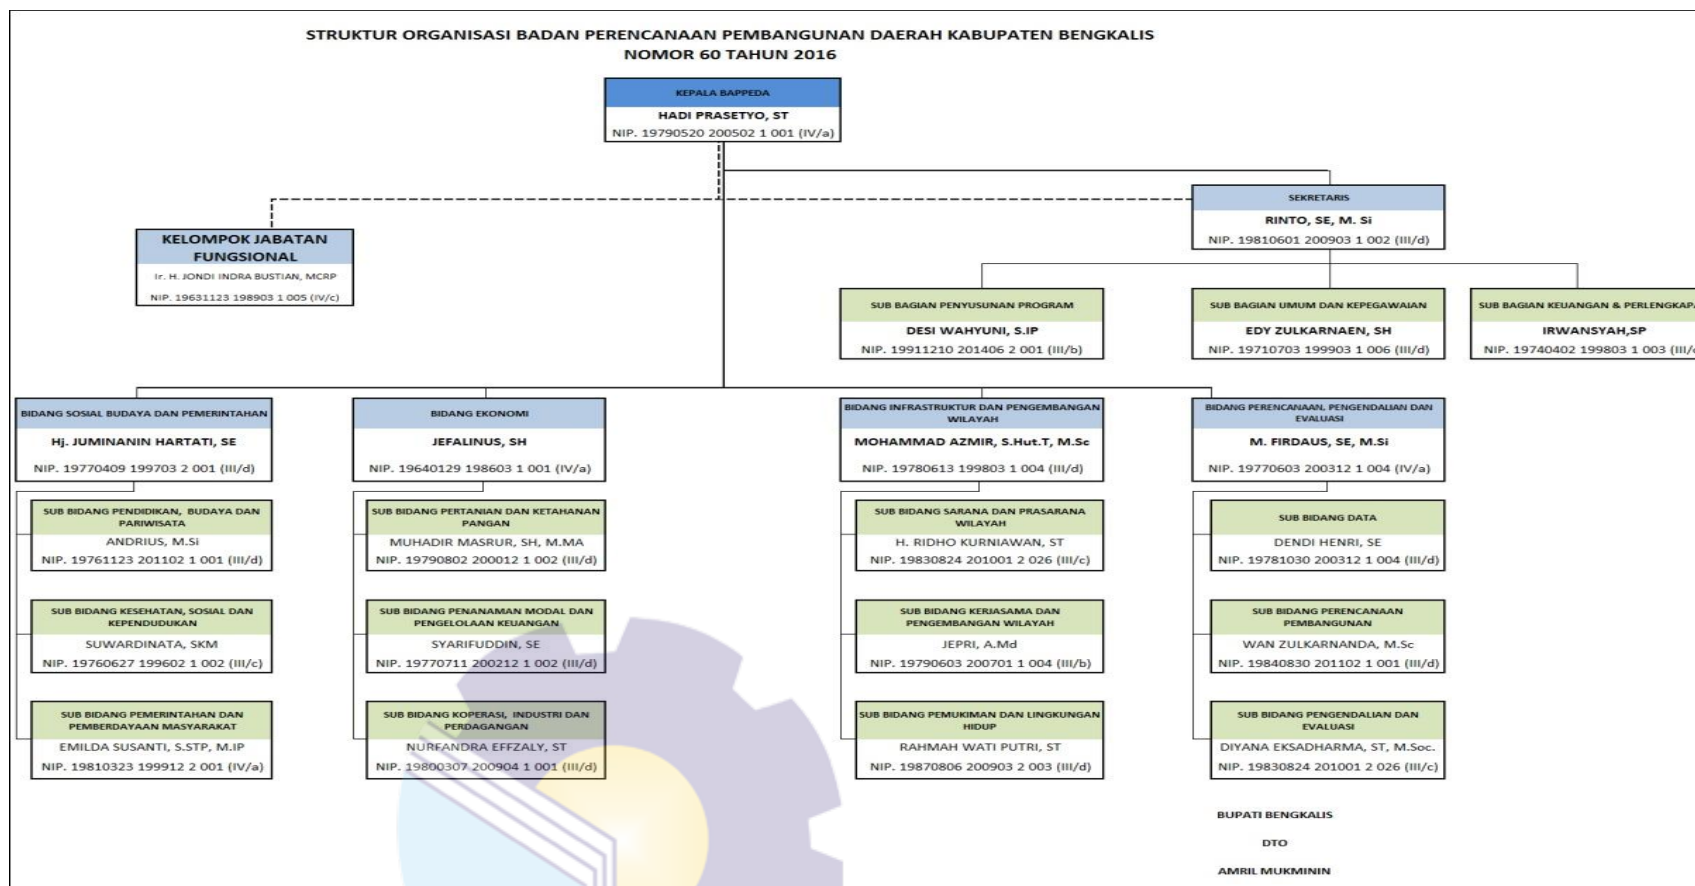 STRUKTUR ORGANISASI BADAN PERENCANAAN PEMBANGUNAN DAERAH KABUPATEN BENGKALIS
NOMOR 60 TAHUN 2016
KEPALA BAPPEDA
HADI PRASETYO, ST
NIP. 19790520 200502 1 001 (IV/a)
SEKRETARIS
RINTO, SE, M. Si
NIP. 19810601 200903 1 002 (III/d)
KELOMPOK JABATAN
FUNGSIONAL
Ir. H. JONDI INDRA BUSTIAN, MCRP
NIP. 19631123 198903 1 005 (IV/c)
SUB BAGIAN PENYUSUNAN PROGRAM
DESI WAHYUNI, S.IP
NIP. 19911210 201406 2 001 (III/b)
SUB BAGIAN UMUM DAN KEPEGAWAIAN
EDY ZULKARNAEN, SH
NIP. 19710703 199903 1 006 (III/d)
SUB BAGIAN KEUANGAN & PERLENGKAPA
IRWANSYAH,SP
NIP. 19740402 199803 1 003
BIDANG SOSIAL BUDAYA DAN PEMERINTAHAN
Hj. JUMINANIN HARTATI, SE
NIP. 19770409 199703 2 001 (III/d)
SUB BIDANG PENDIDIKAN, BUDAYA DAN
PARIWISATA
ANDRIUS, M.Si
NIP. 19761123 201102 1 001 (III/d)
SUB BIDANG KESEHATAN, SOSIAL DAN
KEPENDUDUKAN
SUWARDINATA, SKM
NIP. 19760627 199602 1 002 (III/c)
SUB BIDANG PEMERINTAHAN DAN
PEMBERDAYAAN MASYARAKAT
EMILDA SUSANTI, S.STP, M.IP
NIP. 19810323 199912 2 001 (IV/a)
BIDANG EKONOMI
JEFALINUS, SH
NIP. 19640129 198603 1 001 (IV/a)
SUB BIDANG PERTANIAN DAN KETAHANAN
PANGAN
MUHADIR MASRUR, SH, M.MA
NIP. 19790802 200012 1 002 (III/d)
SUB BIDANG PENANAMAN MODAL DAN
PENGELOLAAN KEUANGAN
SYARIFUDDIN, SE
NIP. 19770711 200212 1 002 (III/d)
SUB BIDANG KOPERASI, INDUSTRI DAN
PERDAGANGAN
NURFANDRA EFFZALY, ST
NIP. 19800307 200904 1 001 (III/d)
BIDANG INFRASTRUKTUR DAN PENGEMBANGAN
WILAYAH
MOHAMMAD AZMIR, S.Hut.T, M.Sc
NIP. 19780613 199803 1 004 (III/d)
SUB BIDANG SARANA DAN PRASARANA
WILAYAH
H. RIDHO KURNIAWAN, ST
NIP. 19830824 201001 2 026 (III/c)
SUB BIDANG KERJASAMA DAN
PENGEMBANGAN WILAYAH
JEPRI, A.Md
NIP. 19790603 200701 1 004 (III/b)
SUB BIDANG PEMUKIMAN DAN LINGKUNGAN
HIDUP
RAHMAH WATI PUTRI, ST
NIP. 19870806 200903 2 003 (III/d)
BIDANG PERENCANAAN, PENGENDALIAN DAN
EVALUASI
M. FIRDAUS, SE, M.Si
NIP. 19770603 200312 1 004 (IV/a)
SUB BIDANG DATA
DENDI HENRI, SE
NIP. 19781030 200312 1 004 (III/d)
SUB BIDANG PERENCANAAN
PEMBANGUNAN
WAN ZULKARNANDA, M.Sc
NIP. 19840830 201102 1 001 (III/d)
SUB BIDANG PENGENDALIAN DAN
EVALUASI
DIYANA EKSADHARMA, ST, M.Soc.
NIP. 19830824 201001 2 026 (III/c)
BUPATI BENGKALIS
DTO
AMRIL MUKMININ